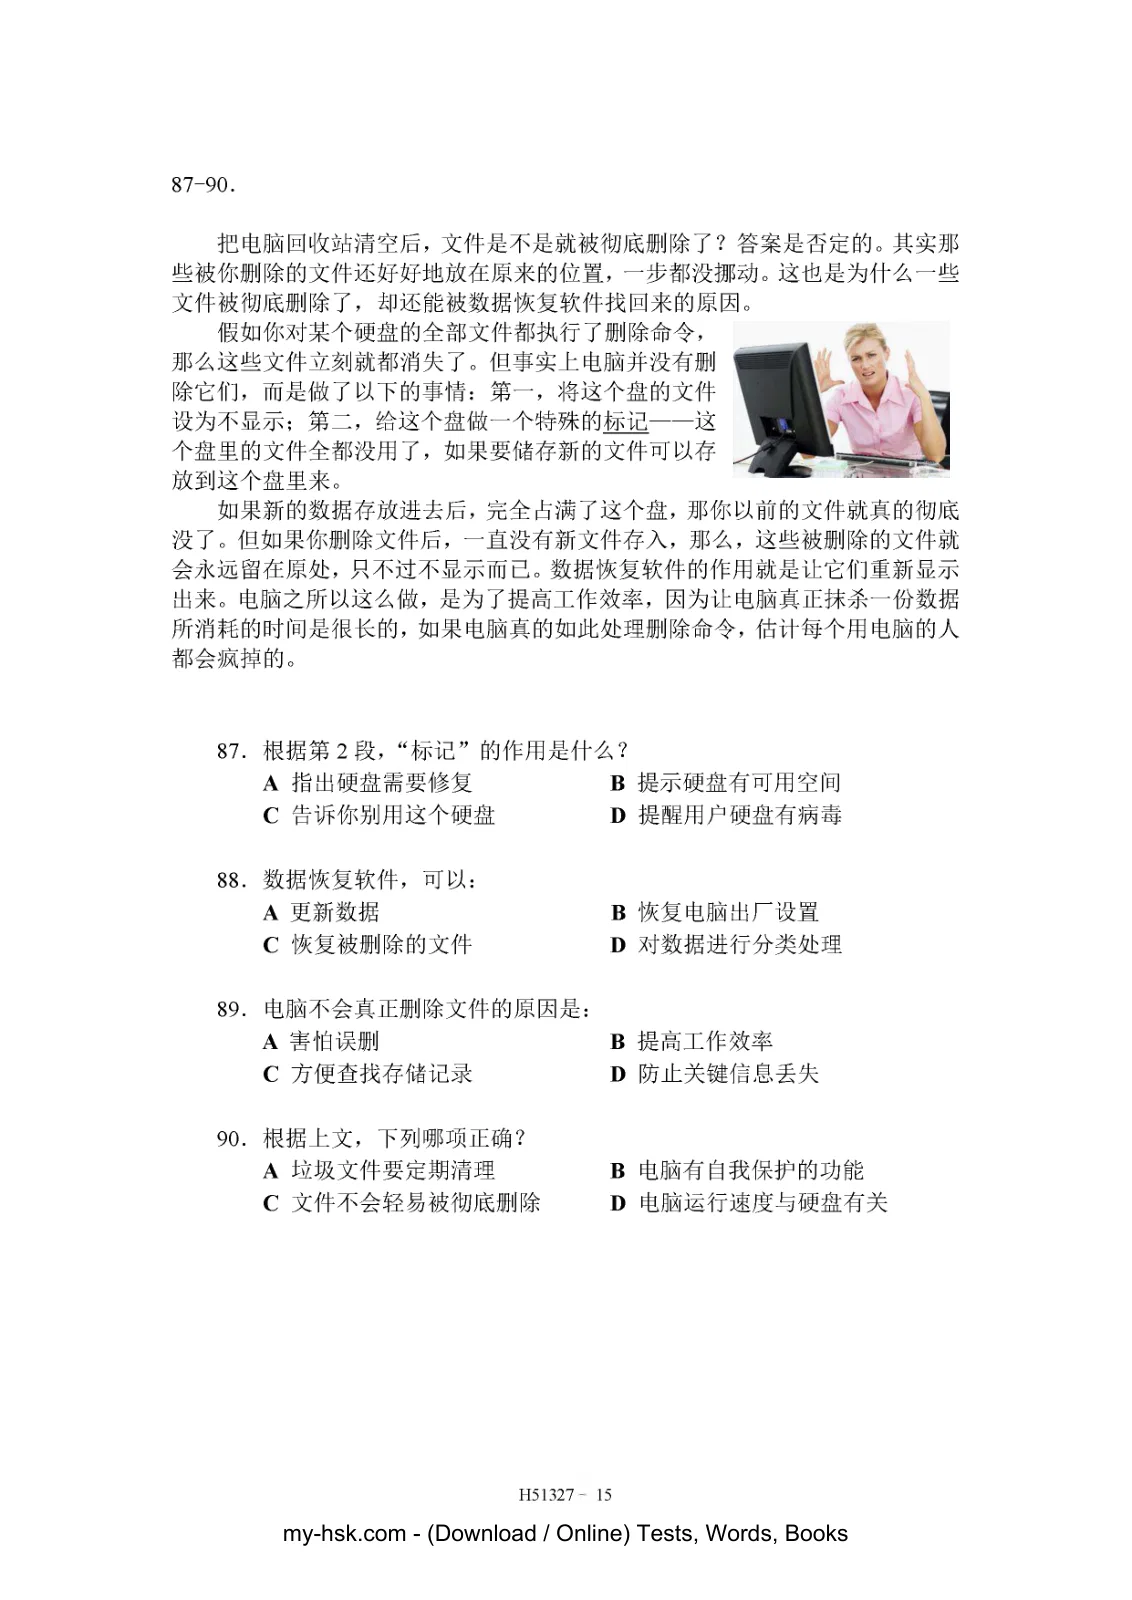 87-90.
把电脑回收站清空后，文件是不是就被彻底删除了？答案是否定的。其实那
些被你删除的文件还好好地放在原来的位置，一步都没挪动。这也是为什么一些
文件被彻底删除了，却还能被数据恢复软件找回来的原因。
假如你对某个硬盘的全部文件都执行了删除命令，
那么这些文件立刻就都消失了。但事实上电脑并没有删
除它们，而是做了以下的事情：第一，将这个盘的文件
设为不显示；第二，给这个盘做一个特殊的标记——这
个盘里的文件全都没用了，如果要储存新的文件可以存
放到这个盘里来。
如果新的数据存放进去后，完全占满了这个盘，那你以前的文件就真的彻底
没了。但如果你删除文件后，一直没有新文件存入，那么，这些被删除的文件就
会永远留在原处，只不过不显示而已。数据恢复软件的作用就是让它们重新显示
出来。电脑之所以这么做，是为了提高工作效率，因为让电脑真正抹杀一份数据
所消耗的时间是很长的，如果电脑真的如此处理删除命令，估计每个用电脑的人
都会疯掉的。
87. 根据第 2 段，“标记”的作用是什么？
A 指出硬盘需要修复 B 提示硬盘有可用空间
C 告诉你别用这个硬盘 D 提醒用户硬盘有病毒
88. 数据恢复软件，可以：
A 更新数据 B 恢复电脑出厂设置
C 恢复被删除的文件 D 对数据进行分类处理
89. 电脑不会真正删除文件的原因是：
A 害怕误删 B 提高工作效率
C 方便查找存储记录 D 防止关键信息丢失
90. 根据上文，下列哪项正确？
A 垃圾文件要定期清理 B 电脑有自我保护的功能
C 文件不会轻易被彻底删除 D 电脑运行速度与硬盘有关
H51327 - 15
my-hsk.com - (Download / Online) Tests, Words, Books